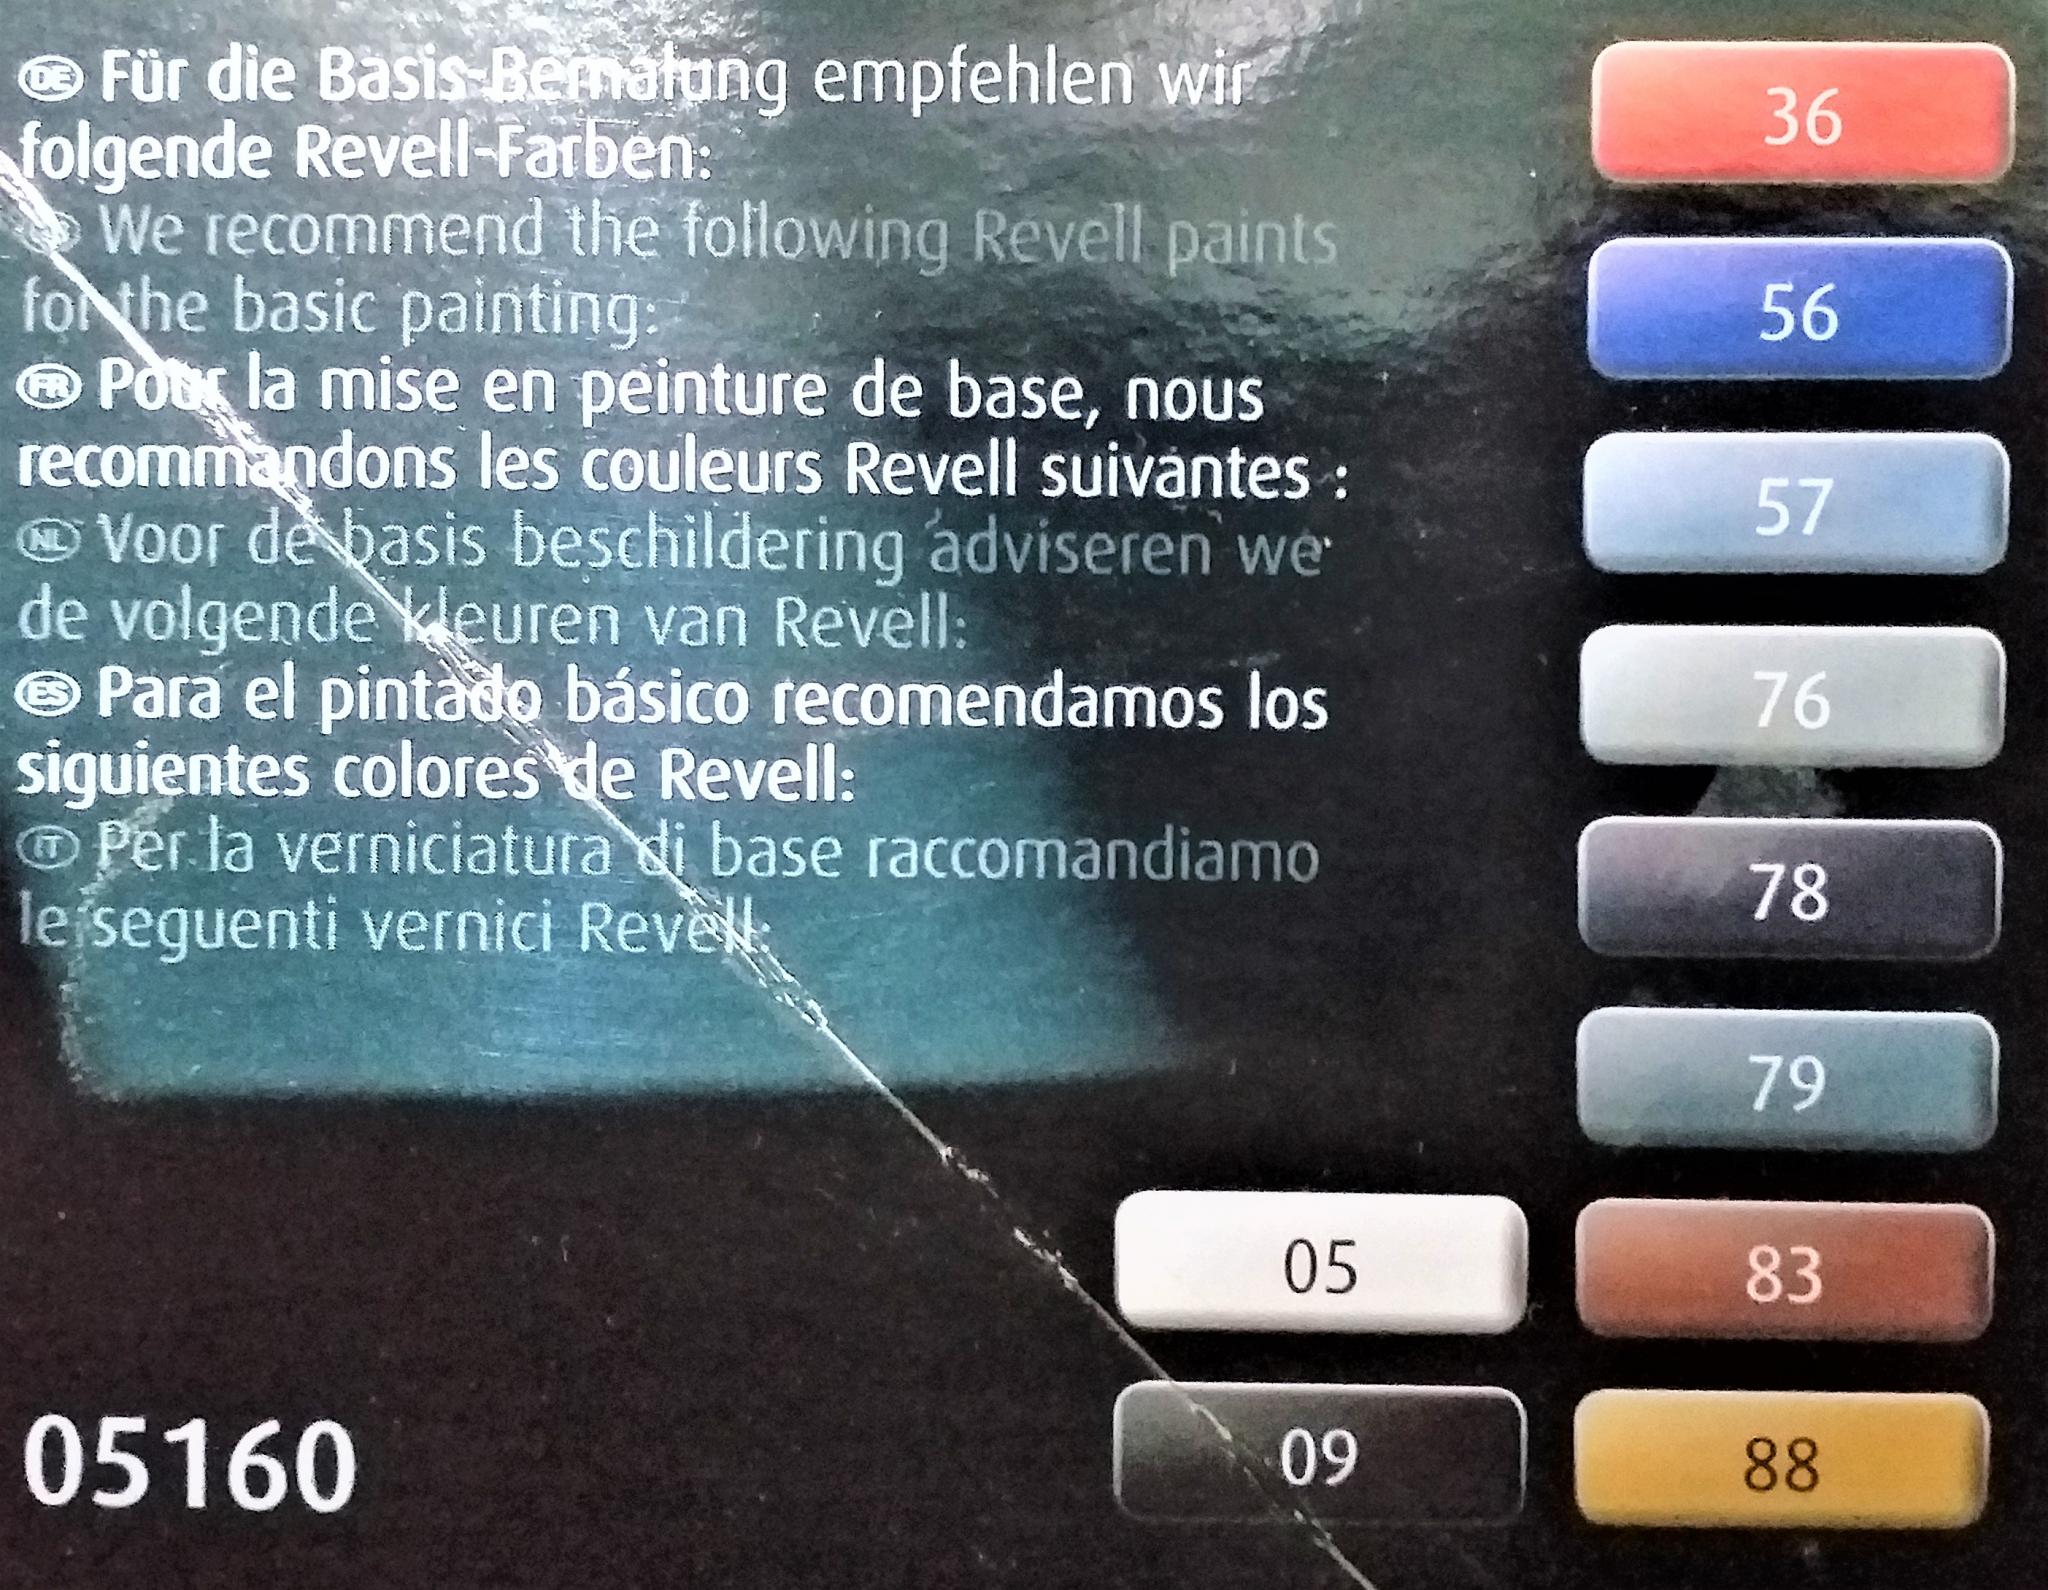 DE Für die Basis-Bemalung empfehlen wir
folgende Revell-Farben:
We recommend the following Revell paints
for the basic painting:
FR Pour la mise en peinture de base, nous
recommandons les couleurs Revell suivantes :
NL Voor de basis beschildering adviseren we
de volgende kleuren van Revell:
ES Para el pintado básico recomendamos los
siguientes colores de Revell:
IT Per la verniciatura di base raccomandiamo
le seguenti vernici Revell:
36
56
57
76
78
79
05 83
09 88
05160